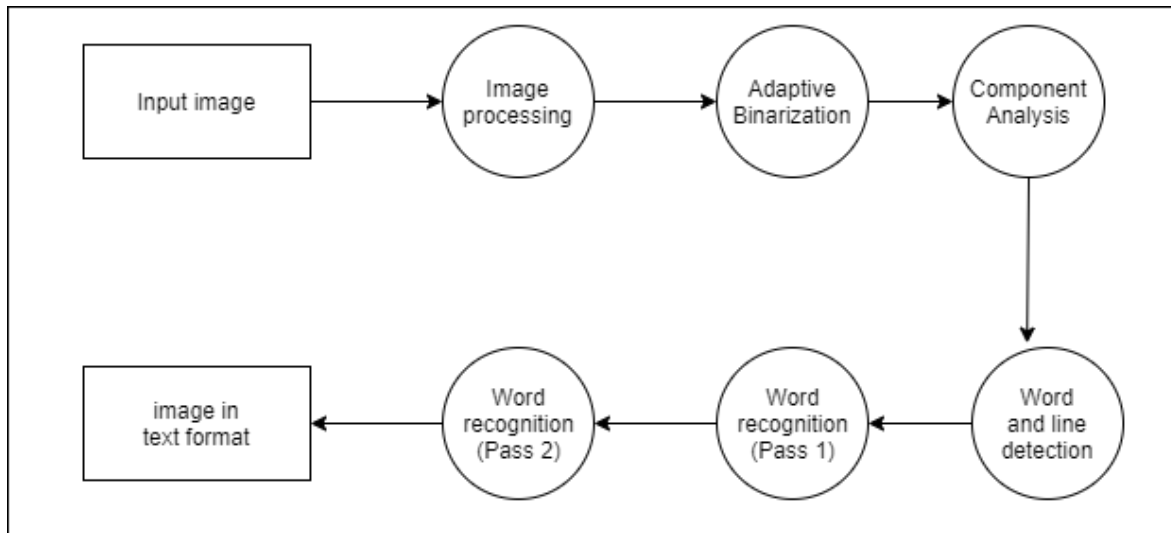 Input image
Image
processing
Adaptive
Binarization
Component
Analysis
Word
and line
detection
Word
recognition
(Pass 1)
Word
recognition
(Pass 2)
image in
text format